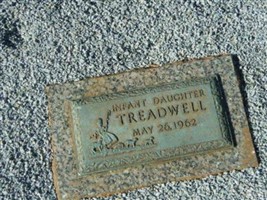 INFANT DAUGHTER
TREADWELL
MAY 26, 1962